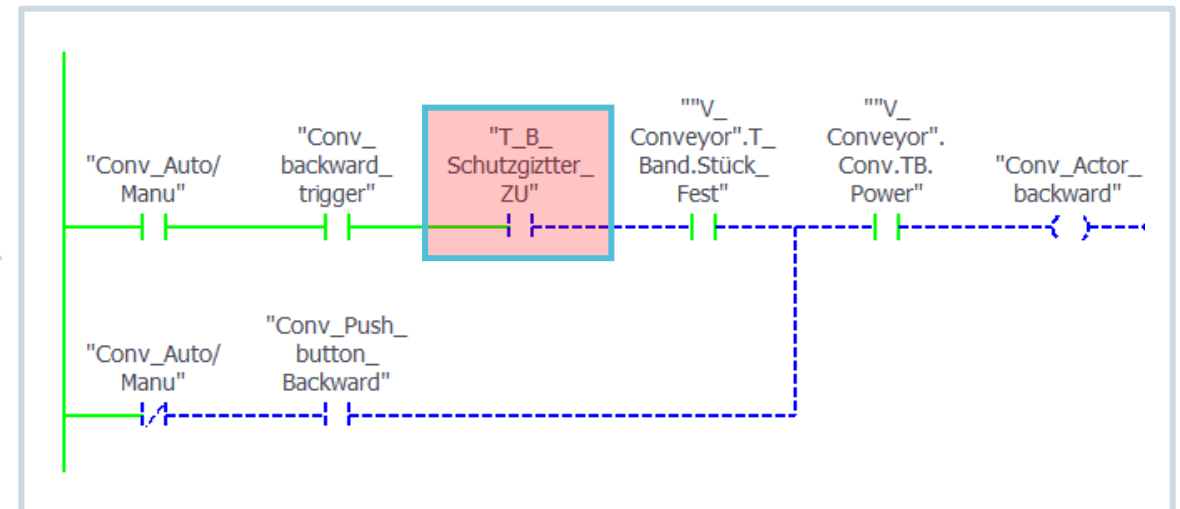 "Conv_Auto/
Manu"
"Conv_
backward_
trigger"
"T_B_
Schutzgiztter_
ZU"
""V_
Conveyor".T_
Band.Stück_
Fest"
""V_
Conveyor".
Conv.TB.
Power"
"Conv_Actor_
backward"
"Conv_Auto/
Manu"
"Conv_Push_
button_
Backward"